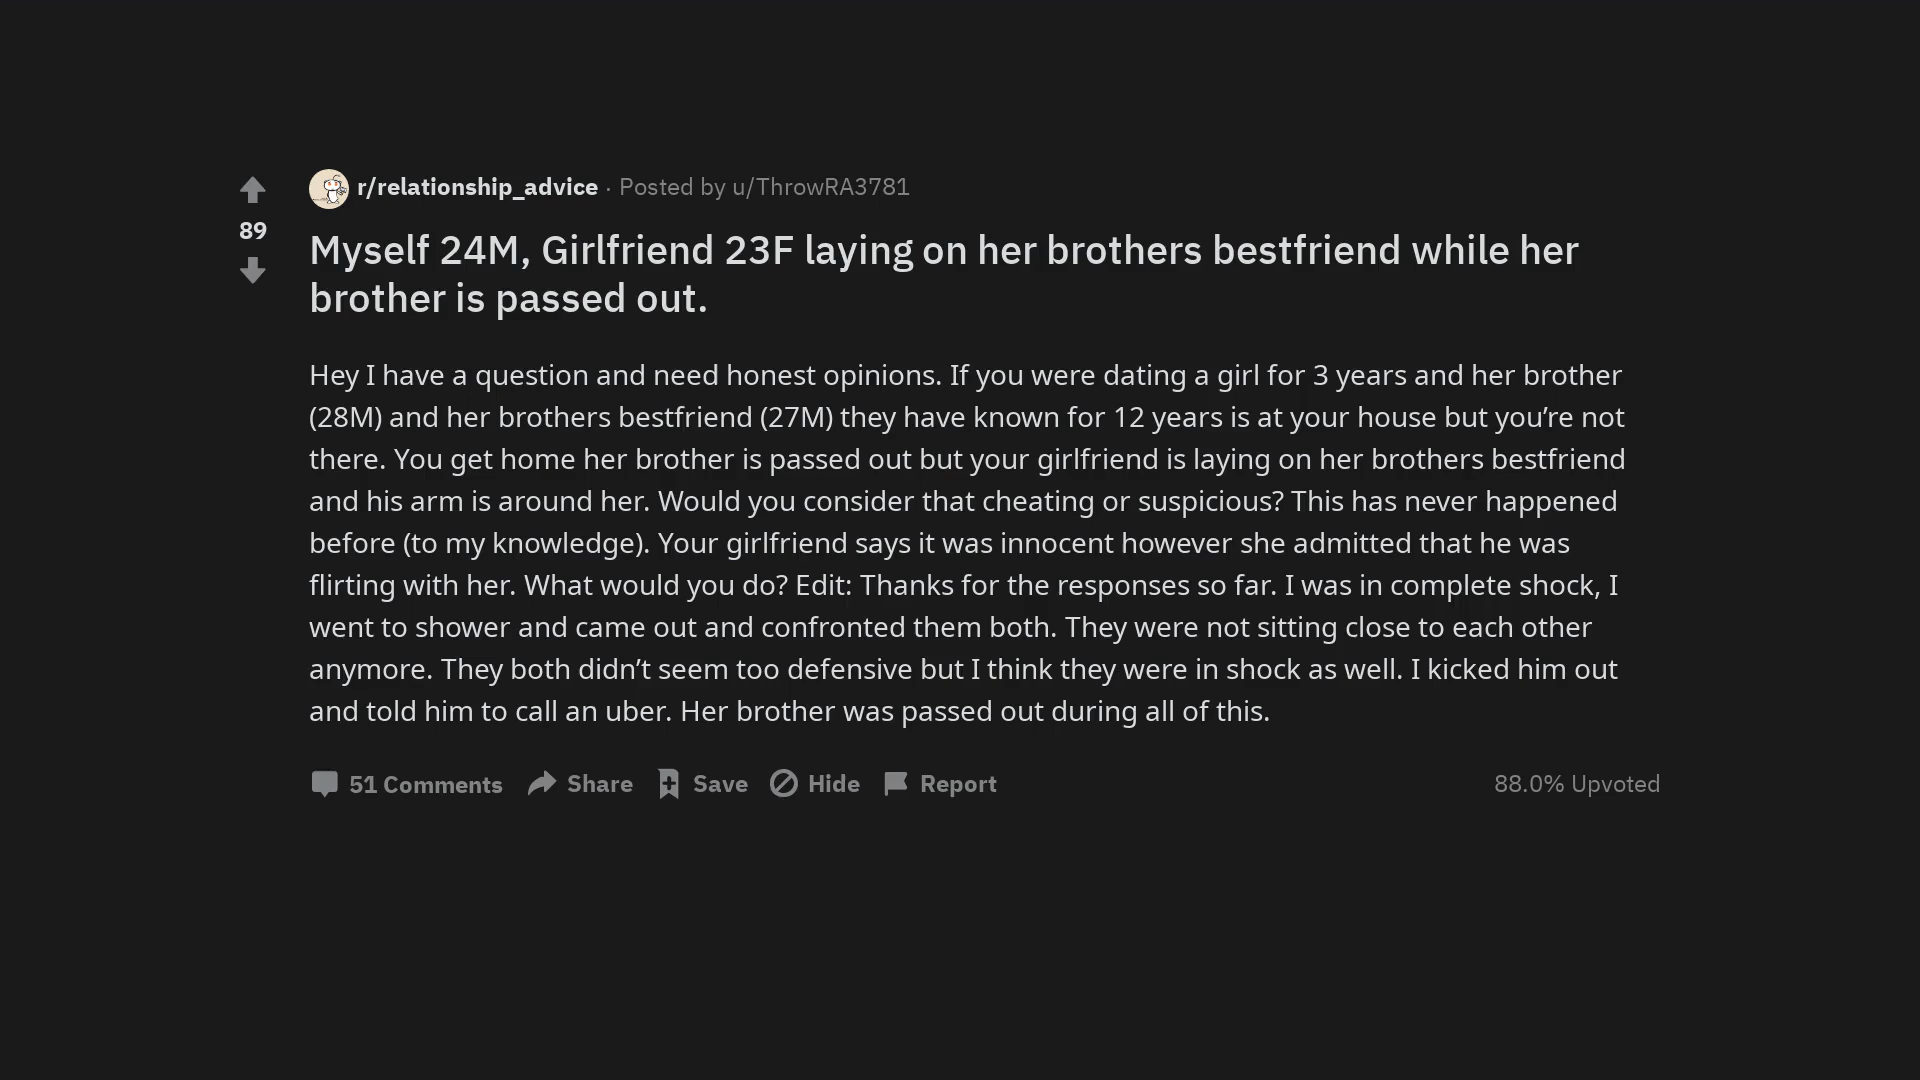 r/relationship_advice · Posted by u/ThrowRA3781
89
Myself 24M, Girlfriend 23F laying on her brothers bestfriend while her
brother is passed out.
Hey I have a question and need honest opinions. If you were dating a girl for 3 years and her brother
(28M) and her brothers bestfriend (27M) they have known for 12 years is at your house but you’re not
there. You get home her brother is passed out but your girlfriend is laying on her brothers bestfriend
and his arm is around her. Would you consider that cheating or suspicious? This has never happened
before (to my knowledge). Your girlfriend says it was innocent however she admitted that he was
flirting with her. What would you do? Edit: Thanks for the responses so far. I was in complete shock, I
went to shower and came out and confronted them both. They were not sitting close to each other
anymore. They both didn’t seem too defensive but I think they were in shock as well. I kicked him out
and told him to call an uber. Her brother was passed out during all of this.
51 Comments Share Save Hide Report 88.0% Upvoted